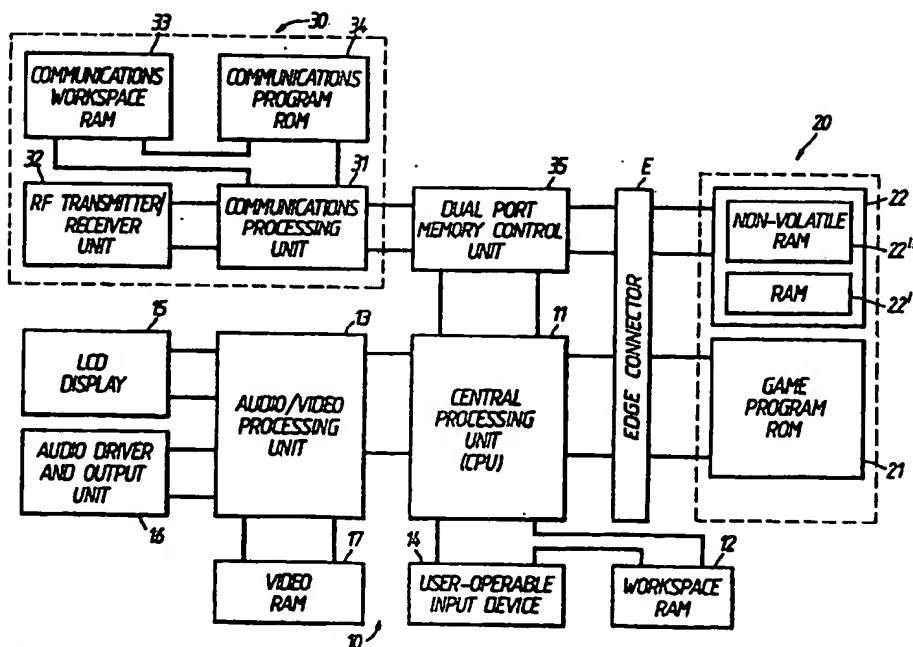 33
30
34
COMMUNICATIONS
WORKSPACE
RAM
COMMUNICATIONS
PROGRAM
ROM
20
32
31
35
E
RF TRANSMITTER/
RECEIVER
UNIT
COMMUNICATIONS
PROCESSING
UNIT
DUAL PORT
MEMORY CONTROL
UNIT
22
NON-VOLATILE
RAM
22"
RAM
22'
15
13
11
LCD
DISPLAY
AUDIO/VIDEO
PROCESSING
UNIT
CENTRAL
PROCESSING
UNIT
(CPU)
EDGE CONNECTOR
GAME
PROGRAM
ROM
21
AUDIO DRIVER
AND OUTPUT
UNIT
16
17
14
12
VIDEO
RAM
USER-OPERABLE
INPUT DEVICE
WORKSPACE
RAM
10